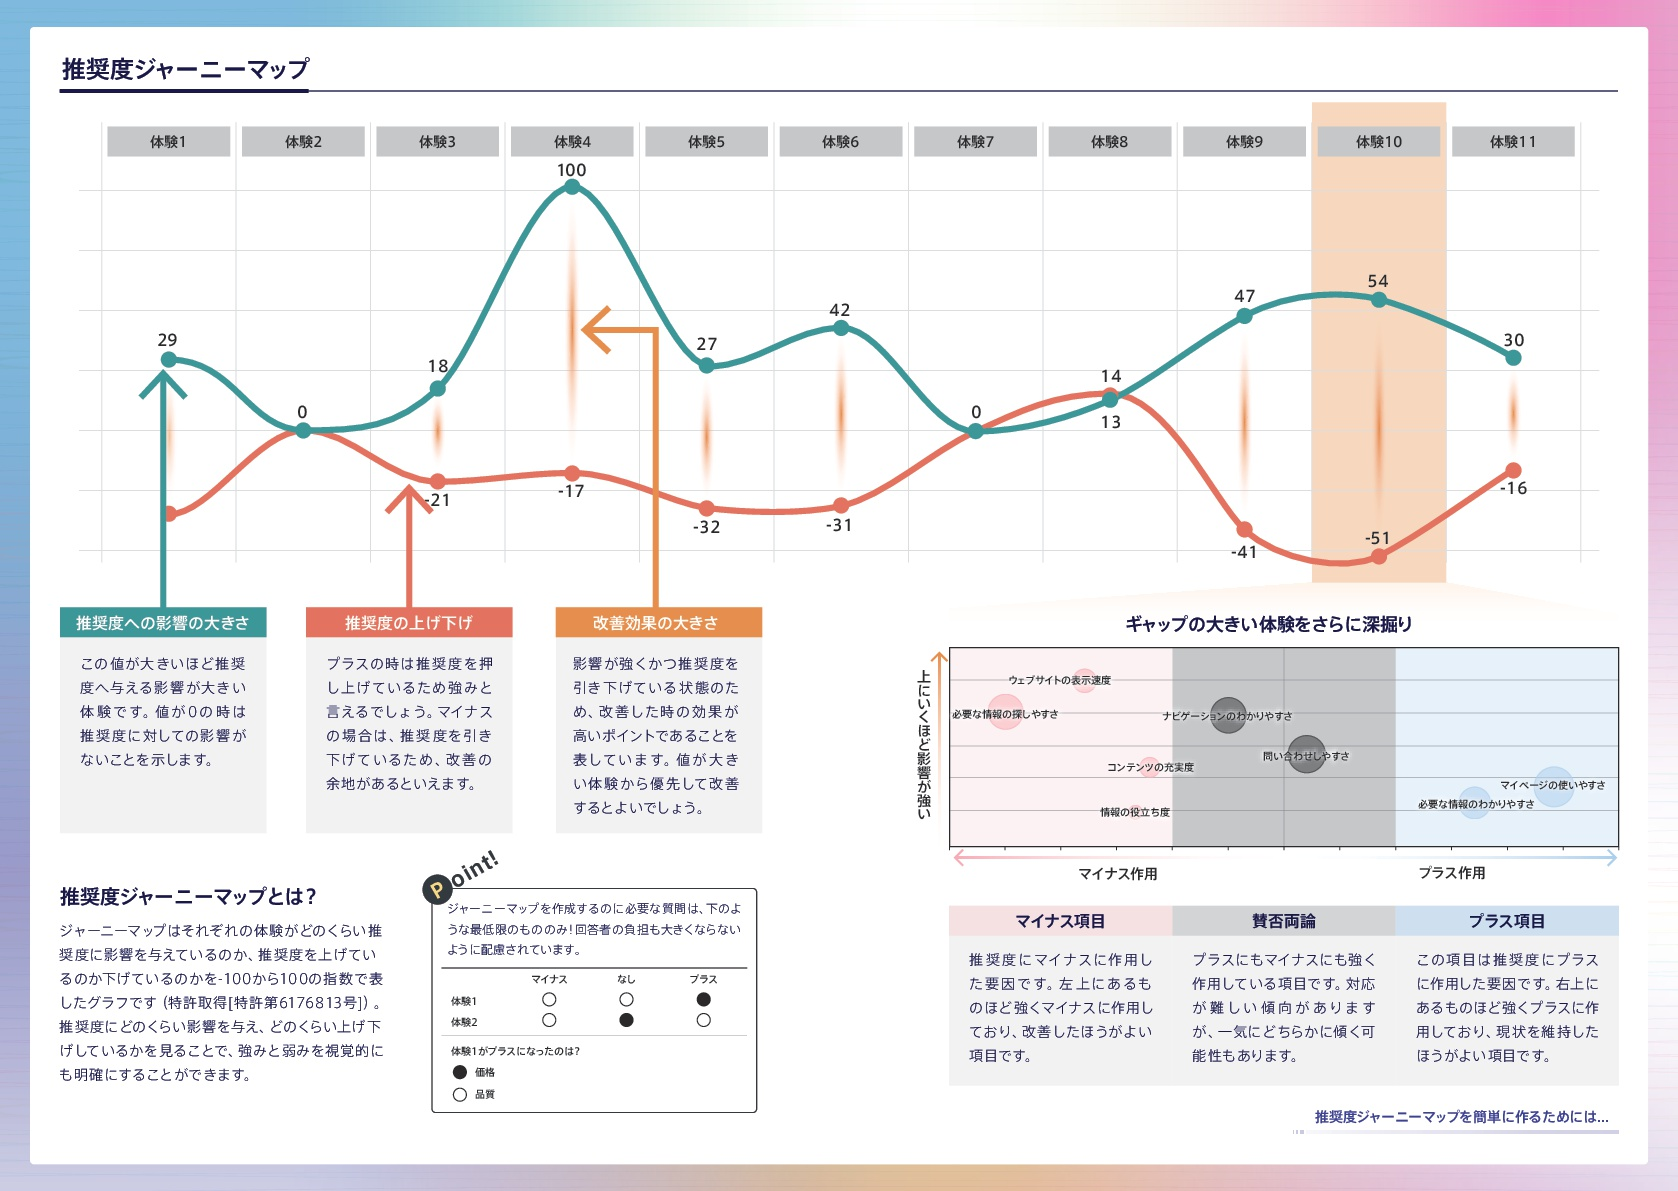 推奨度ジャーニーマップ
体験1 体験2 体験3 体験4 体験5 体験6 体験7 体験8 体験9 体験10 体験11
100
54
47
42
29
27
30
18
14
0
0
13
-21
-17
-32
-31
-41
-51
-16
推奨度への影響の大きさ
この値が大きいほど推奨
度へ与える影響が大きい
体験です。値が0の時は
推奨度に対しての影響が
ないことを示します。
推奨度の上げ下げ
プラスの時は推奨度を押
し上げているため強みと
言えるでしょう。マイナス
の場合は、推奨度を引き
下げているため、改善の
余地があるといえます。
改善効果の大きさ
影響が強くかつ推奨度を
引き下げている状態のた
め、改善した時の効果が
高いポイントであることを
表しています。値が大き
い体験から優先して改善
するとよいでしょう。
ギャップの大きい体験をさらに深掘り
上にいくほど影響が強い
ウェブサイトの表示速度
必要な情報の探しやすさ
ナビゲーションのわかりやすさ
問い合わせしやすさ
コンテンツの充実度
マイページの使いやすさ
必要な情報のわかりやすさ
情報の役立ち度
マイナス作用 プラス作用
マイナス項目
推奨度にマイナスに作用し
た要因です。左上にあるも
のほど強くマイナスに作用し
ており、改善したほうがよい
項目です。
賛否両論
プラスにもマイナスにも強く
作用している項目です。対応
が難しい傾向があります
が、一気にどちらかに傾く可
能性もあります。
プラス項目
この項目は推奨度にプラス
に作用した要因です。右上に
あるものほど強くプラスに作
用しており、現状を維持した
ほうがよい項目です。
推奨度ジャーニーマップとは？
ジャーニーマップはそれぞれの体験がどのくらい推
奨度に影響を与えているのか、推奨度を上げてい
るのか下げているのかを-100から100の指数で表
したグラフです（特許取得[特許第6176813号]）。
推奨度にどのくらい影響を与え、どのくらい上げ下
げしているかを見ることで、強みと弱みを視覚的に
も明確にすることができます。
Point!
ジャーニーマップを作成するのに必要な質問は、下のよ
うな最低限のもののみ！回答者の負担も大きくならない
ように配慮されています。
マイナス なし プラス
体験1
体験2
体験1がプラスになったのは？
価格
品質
推奨度ジャーニーマップを簡単に作るためには…